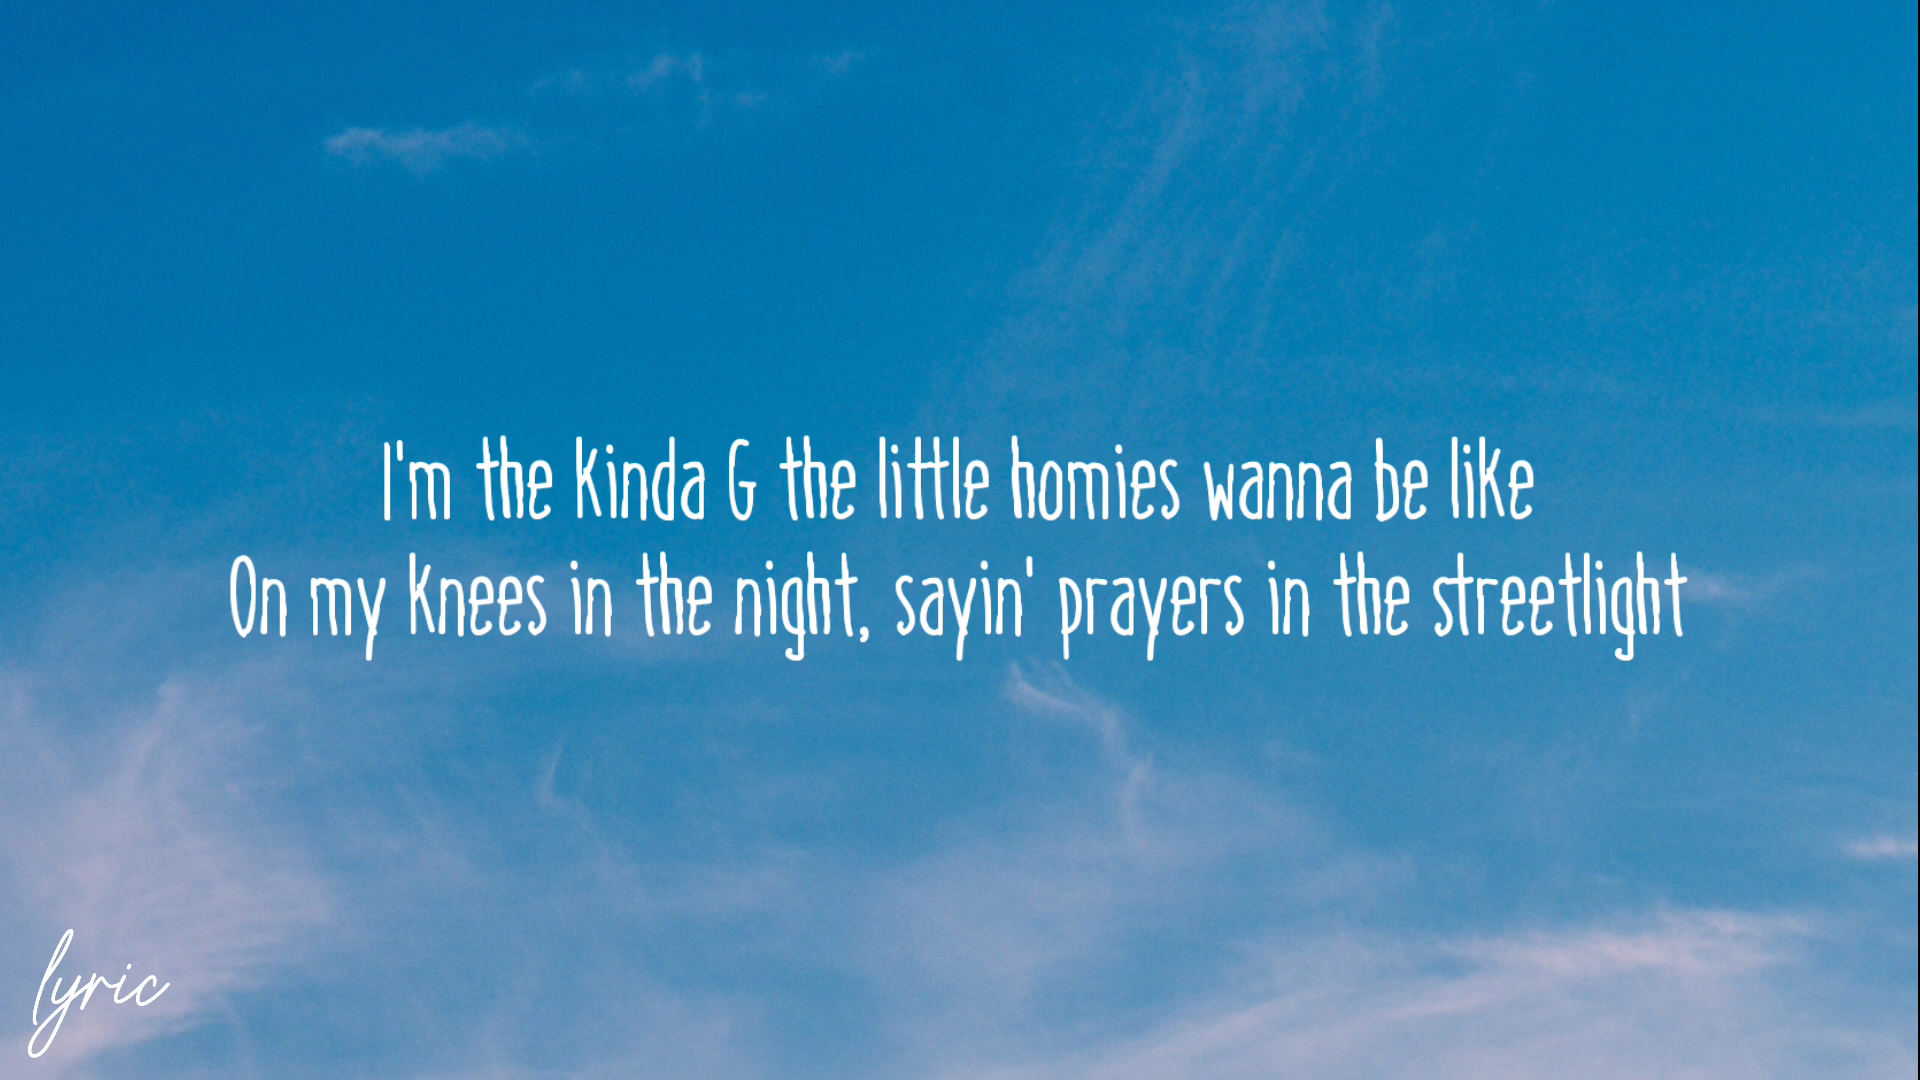 I'm the kinda G the little homies wanna be like
On my knees in the night, sayin' prayers in the streetlight
lyric